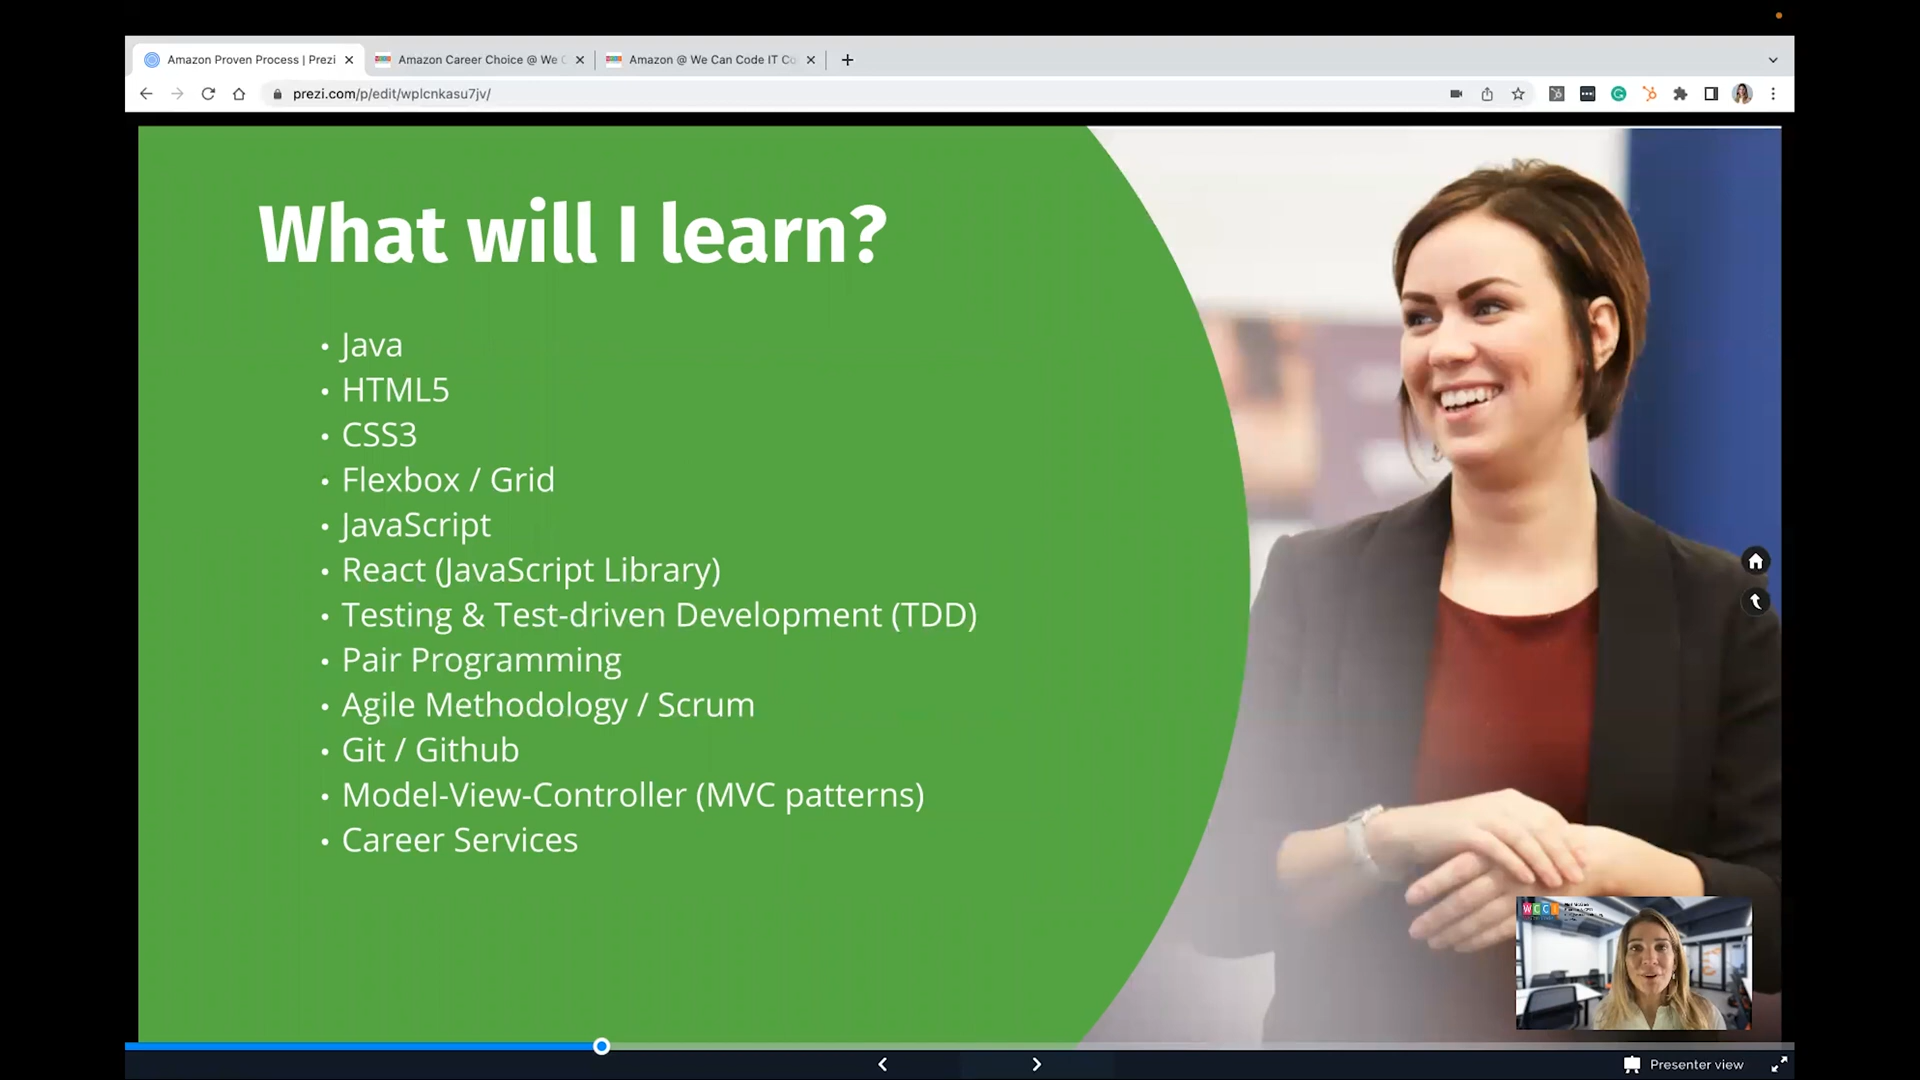 Amazon Proven Process | Prezi
Amazon Career Choice @ We C
Amazon @ We Can Code IT Co
prezi.com/p/edit/wplcnkasu7jv/
What will I learn?
• Java
• HTML5
• CSS3
• Flexbox / Grid
• JavaScript
• React (JavaScript Library)
• Testing & Test-driven Development (TDD)
• Pair Programming
• Agile Methodology / Scrum
• Git / Github
• Model-View-Controller (MVC patterns)
• Career Services
WCCI
Presenter view